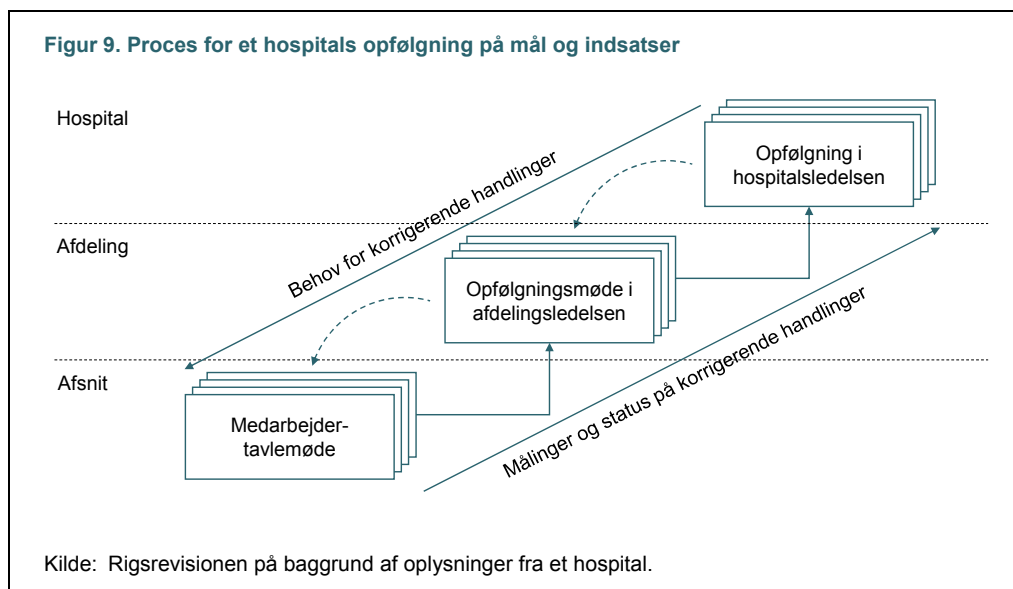 Figur 9. Proces for et hospitals opfølgning på mål og indsatser
Hospital
Opfølgning i
hospitalsledelsen
Behov for korrigerende handlinger
Afdeling
Opfølgningsmøde i
afdelingsledelsen
Målinger og status på korrigerende handlinger
Afsnit
Medarbejder-
tavlemøde
Kilde: Rigsrevisionen på baggrund af oplysninger fra et hospital.